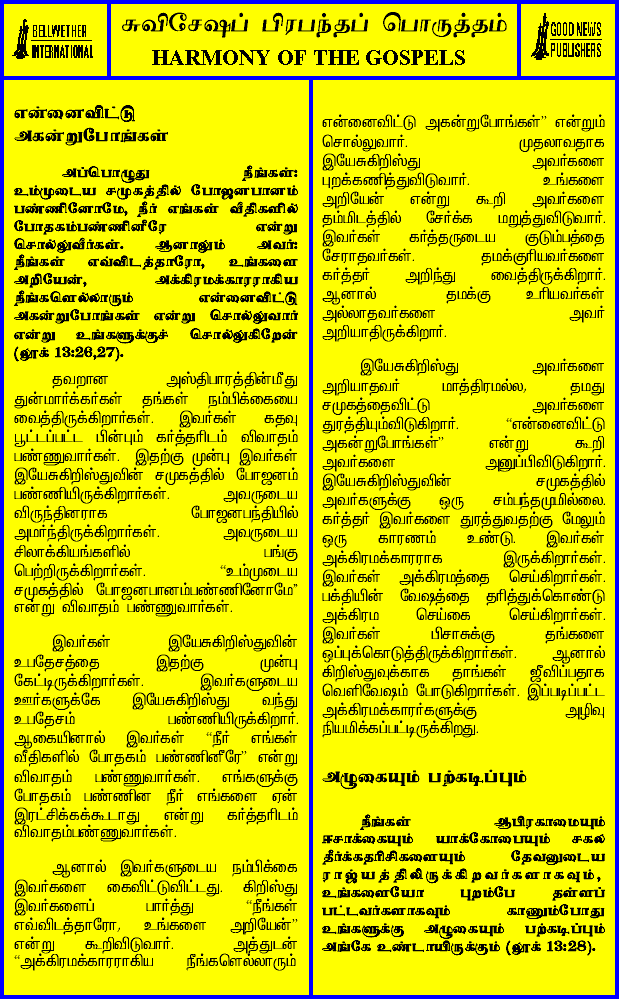 BELLWETHER
INTERNATIONAL
சுவிசேஷப் பிரபந்தப் பொருத்தம்
HARMONY OF THE GOSPELS
GOOD NEWS
PUBLISHERS
என்னைவிட்டு
அகன்றுபோங்கள்
அப்பொழுது நீங்கள்:
உம்முடைய சமுகத்தில் போஜனபானம்
பண்ணினோமே, நீர் எங்கள் வீதிகளில்
போதகம்பண்ணினீரே என்று
சொல்லுவீர்கள். ஆனாலும் அவர்:
நீங்கள் எவ்விடத்தாரோ, உங்களை
அறியேன், அக்கிரமக்காரராகிய
நீங்களெல்லாரும் என்னைவிட்டு
அகன்றுபோங்கள் என்று சொல்லுவார்
என்று உங்களுக்குச் சொல்லுகிறேன்
(லூக் 13:26,27).
தவறான அஸ்திபாரத்தின்மீது
துன்மார்க்கர்கள் தங்கள் நம்பிக்கையை
வைத்திருக்கிறார்கள். இவர்கள் கதவு
பூட்டப்பட்ட பின்பும் கர்த்தரிடம் விவாதம்
பண்ணுவார்கள். இதற்கு முன்பு இவர்கள்
இயேசுகிறிஸ்துவின் சமுகத்தில் போஜனம்
பண்ணியிருக்கிறார்கள். அவருடைய
விருந்தினராக போஜனபந்தியில்
அமர்ந்திருக்கிறார்கள். அவருடைய
சிலாக்கியங்களில் பங்கு
பெற்றிருக்கிறார்கள். “உம்முடைய
சமுகத்தில் போஜனபானம்பண்ணினோமே”
என்று விவாதம் பண்ணுவார்கள்.
இவர்கள் இயேசுகிறிஸ்துவின்
உபதேசத்தை இதற்கு முன்பு
கேட்டிருக்கிறார்கள். இவர்களுடைய
ஊர்களுக்கே இயேசுகிறிஸ்து வந்து
உபதேசம் பண்ணியிருக்கிறார்.
ஆகையினால் இவர்கள் “நீர் எங்கள்
வீதிகளில் போதகம் பண்ணினீரே” என்று
விவாதம் பண்ணுவார்கள். எங்களுக்கு
போதகம் பண்ணின நீர் எங்களை ஏன்
இரட்சிக்கக்கூடாது என்று கர்த்தரிடம்
விவாதம்பண்ணுவார்கள்.
ஆனால் இவர்களுடைய நம்பிக்கை
இவர்களை கைவிட்டுவிட்டது. கிறிஸ்து
இவர்களைப் பார்த்து “நீங்கள்
எவ்விடத்தாரோ, உங்களை அறியேன்”
என்று கூறிவிடுவார். அத்துடன்
“அக்கிரமக்காரராகிய நீங்களெல்லாரும்
என்னைவிட்டு அகன்றுபோங்கள்” என்றும்
சொல்லுவார். முதலாவதாக
இயேசுகிறிஸ்து அவர்களை
புறக்கணித்துவிடுவார். உங்களை
அறியேன் என்று கூறி அவர்களை
தம்மிடத்தில் சேர்க்க மறுத்துவிடுவார்.
இவர்கள் கர்த்தருடைய குடும்பத்தை
சேராதவர்கள். தமக்குரியவர்களை
கர்த்தர் அறிந்து வைத்திருக்கிறார்.
ஆனால் தமக்கு உரியவர்கள்
அல்லாதவர்களை அவர்
அறியாதிருக்கிறார்.
இயேசுகிறிஸ்து அவர்களை
அறியாதவர் மாத்திரமல்ல, தமது
சமுகத்தைவிட்டு அவர்களை
துரத்தியும்விடுகிறார். “என்னைவிட்டு
அகன்றுபோங்கள்” என்று கூறி
அவர்களை அனுப்பிவிடுகிறார்.
இயேசுகிறிஸ்துவின் சமுகத்தில்
அவர்களுக்கு ஒரு சம்பந்தமுமில்லை.
கர்த்தர் இவர்களை துரத்துவதற்கு மேலும்
ஒரு காரணம் உண்டு. இவர்கள்
அக்கிரமக்காரராக இருக்கிறார்கள்.
இவர்கள் அக்கிரமத்தை செய்கிறார்கள்.
பக்தியின் வேஷத்தை தரித்துக்கொண்டு
அக்கிரம செய்கை செய்கிறார்கள்.
இவர்கள் பிசாசுக்கு தங்களை
ஒப்புக்கொடுத்திருக்கிறார்கள். ஆனால்
கிறிஸ்துவுக்காக தாங்கள் ஜீவிப்பதாக
வெளிவேஷம் போடுகிறார்கள். இப்படிப்பட்ட
அக்கிரமக்காரர்களுக்கு அழிவு
நியமிக்கப்பட்டிருக்கிறது.
அழுகையும் பற்கடிப்பும்
நீங்கள் ஆபிரகாமையும்
ஈசாக்கையும் யாக்கோபையும் சகல
தீர்க்கதரிசிகளையும் தேவனுடைய
ராஜ்யத்திலிருக்கிறவர்களாகவும்,
உங்களையோ புறம்பே தள்ளப்
பட்டவர்களாகவும் காணும்போது
உங்களுக்கு அழுகையும் பற்கடிப்பும்
அங்கே உண்டாயிருக்கும் (லூக் 13:28).